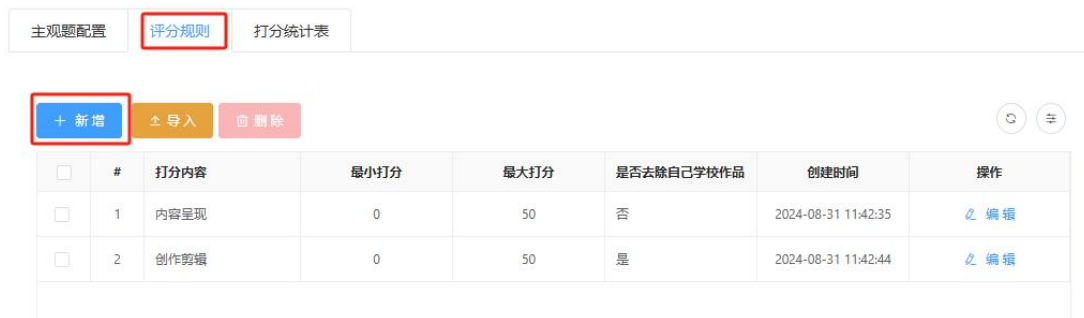 主观题配置 评分规则 打分统计表
+ 新增 导入 删除
# 打分内容 最小打分 最大打分 是否去除自己学校作品 创建时间 操作
1 内容呈现 0 50 否 2024-08-31 11:42:35 编辑
2 创作剪辑 0 50 是 2024-08-31 11:42:44 编辑